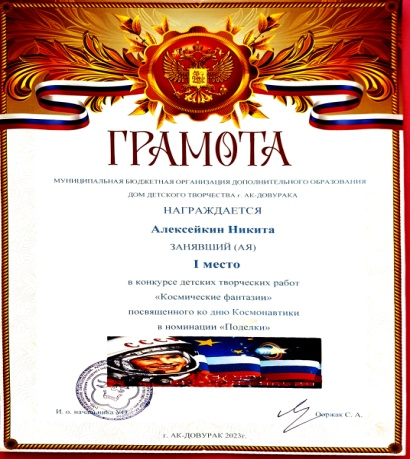 ГРАМОТА
МУНИЦИПАЛЬНАЯ БЮДЖЕТНАЯ ОРГАНИЗАЦИЯ ДОПОЛНИТЕЛЬНОГО ОБРАЗОВАНИЯ
ДОМ ДЕТСКОГО ТВОРЧЕСТВА г. АК-ДОВУРАКА
НАГРАЖДАЕТСЯ
Алексейкин Никита
ЗАНЯВШИЙ (АЯ)
I место
в конкурсе детских творческих работ
«Космические фантазии»
посвященного ко дню Космонавтики
в номинации «Поделки»
СССР
И. о. начальника
Ооржак С. А.
г. АК-ДОВУРАК 2023г.